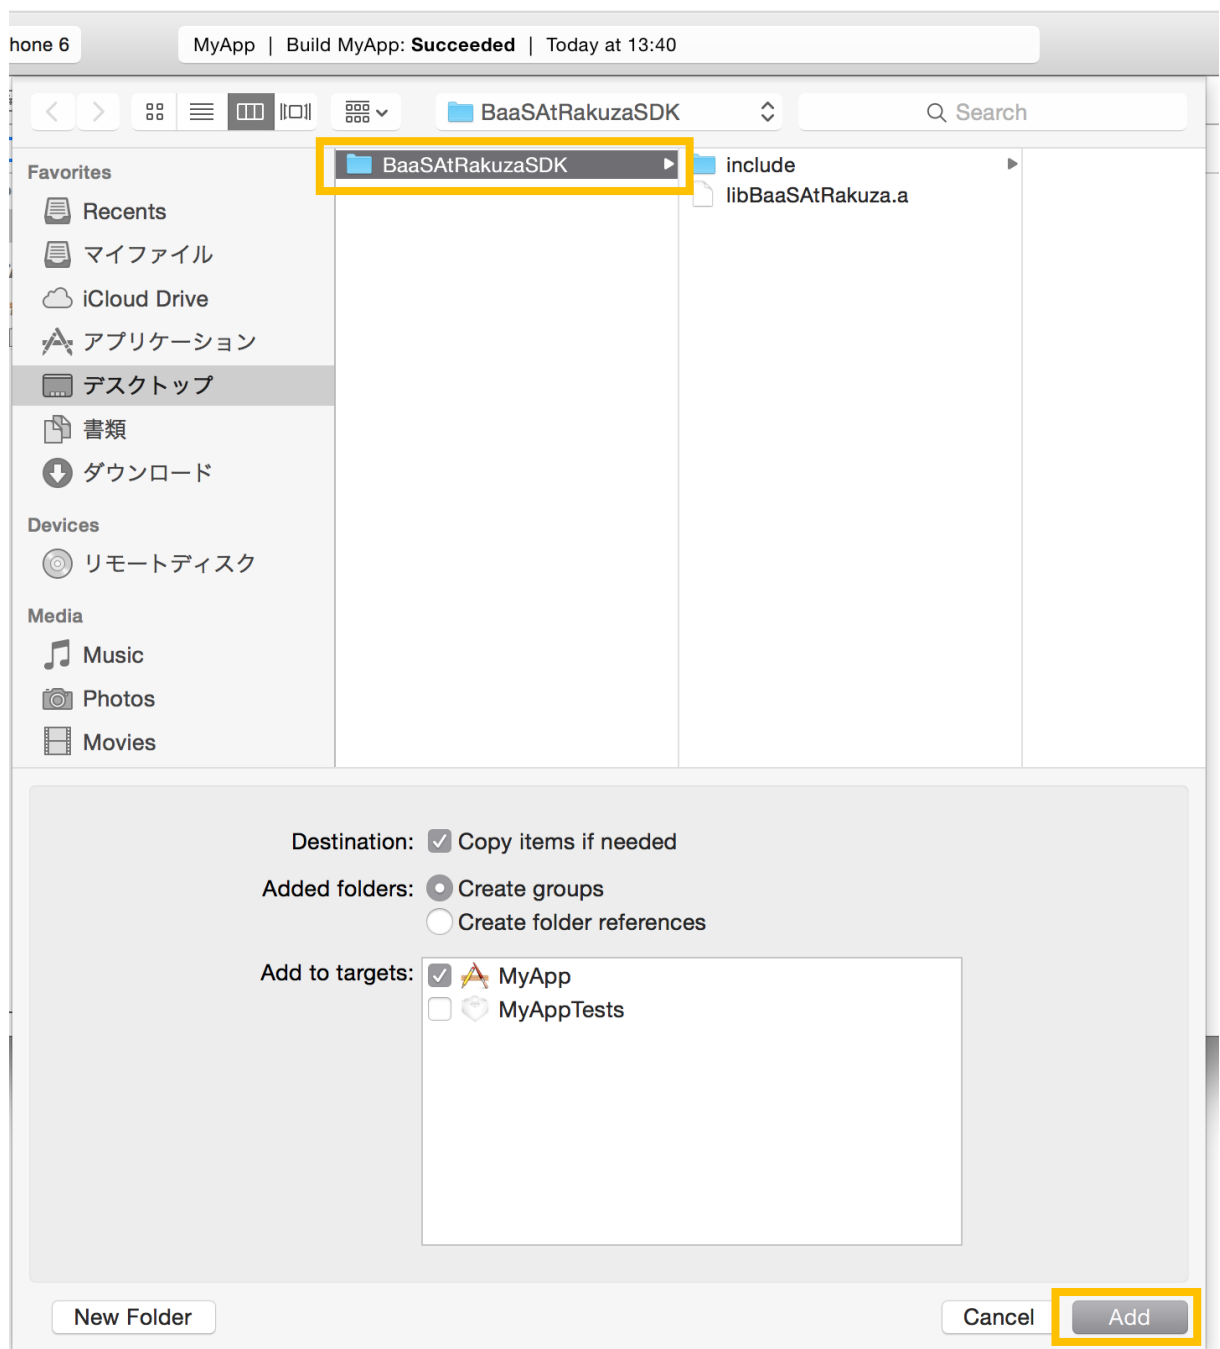 hone 6
MyApp | Build MyApp: Succeeded | Today at 13:40
BaaSAtRakuzaSDK
Search
Favorites
Recents
マイファイル
iCloud Drive
アプリケーション
デスクトップ
書類
ダウンロード
Devices
リモートディスク
Media
Music
Photos
Movies
BaaSAtRakuzaSDK
include
libBaaSAtRakuza.a
Destination: Copy items if needed
Added folders: Create groups
Create folder references
Add to targets: MyApp
MyAppTests
New Folder
Cancel
Add